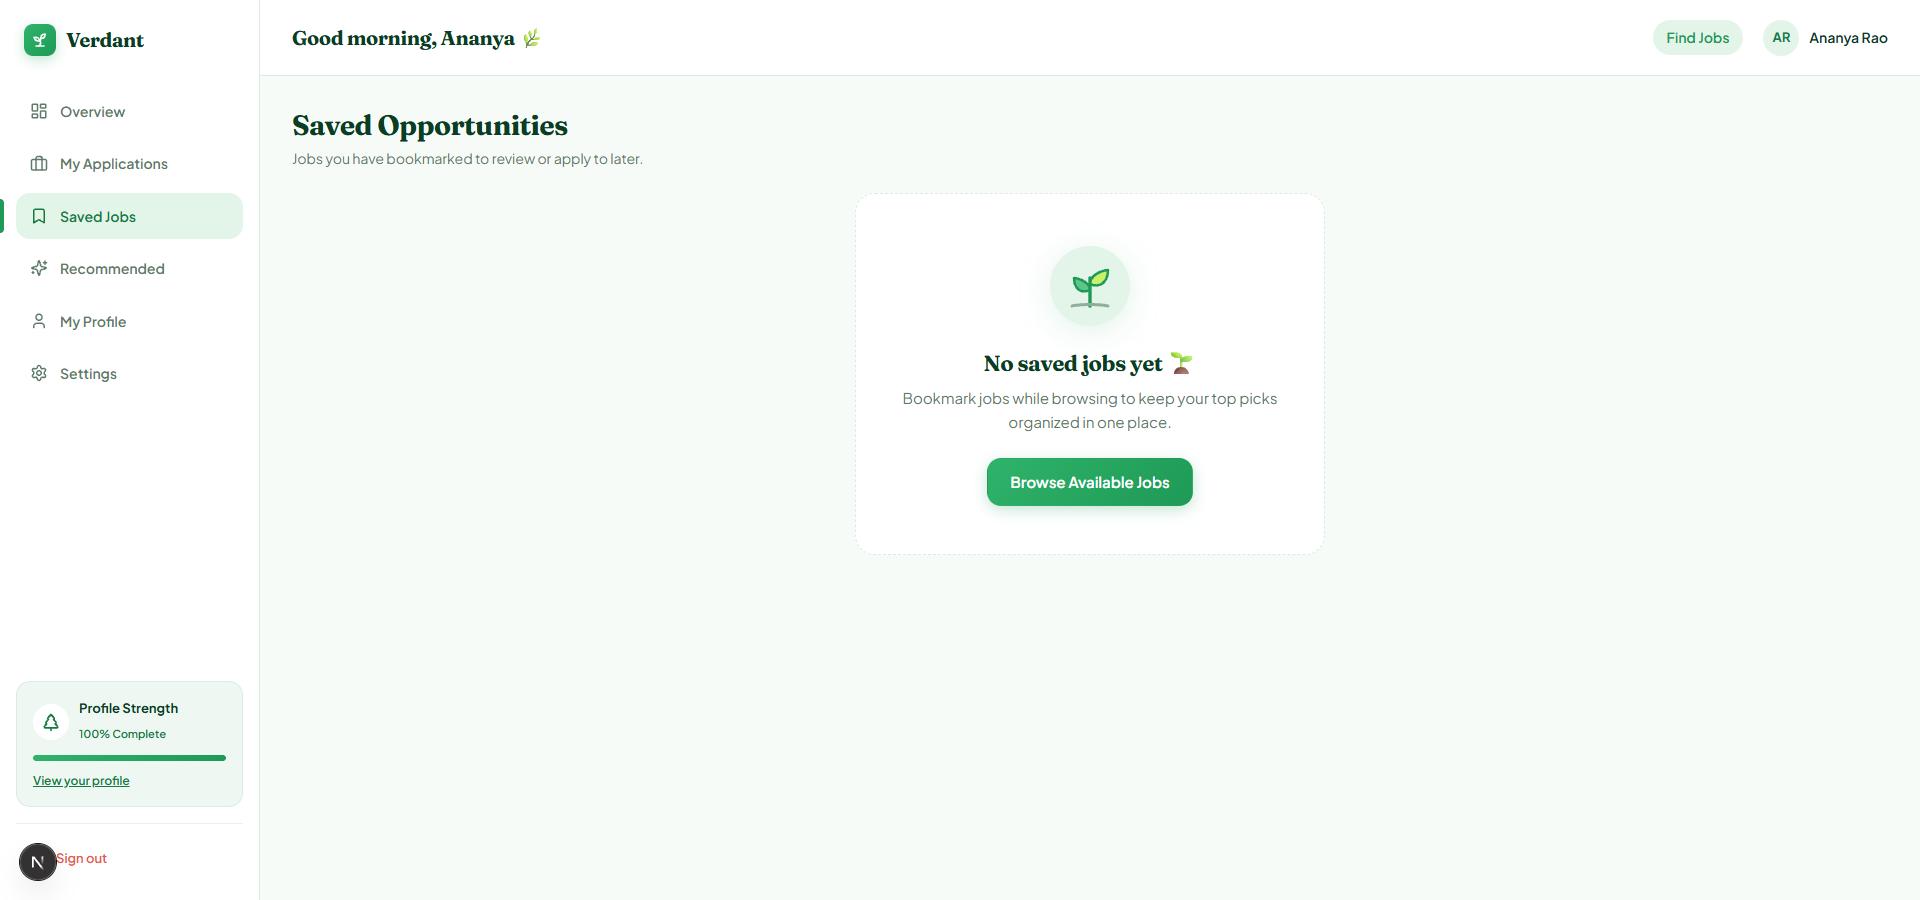 Verdant
Overview
My Applications
Saved Jobs
Recommended
My Profile
Settings
Profile Strength
100% Complete
View your profile
N
Sign out
Good morning, Ananya 🌿
Find Jobs
AR
Ananya Rao
Saved Opportunities
Jobs you have bookmarked to review or apply to later.
No saved jobs yet 🌱
Bookmark jobs while browsing to keep your top picks
organized in one place.
Browse Available Jobs